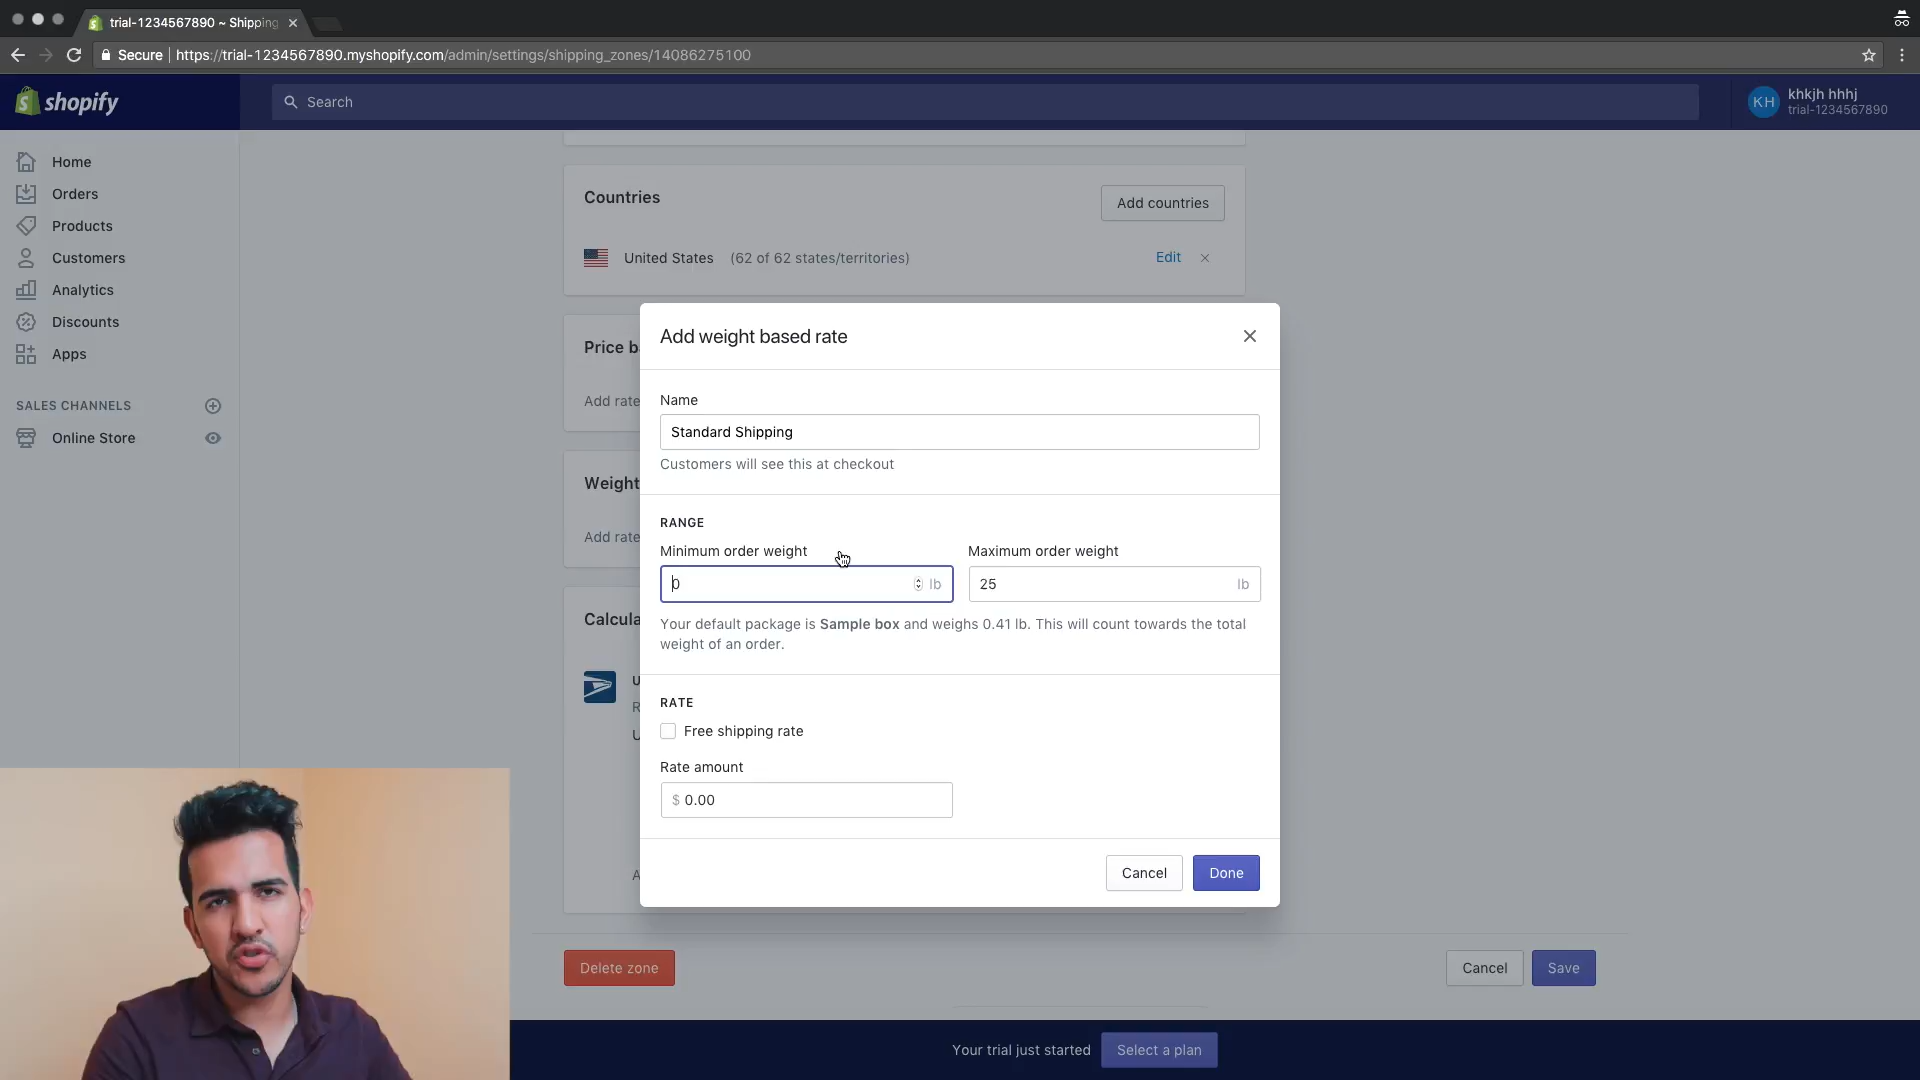 trial-1234567890 ~ Shipping
Secure | https://trial-1234567890.myshopify.com/admin/settings/shipping_zones/14086275100
shopify
Search
KH
khkjh hhhj
trial-1234567890
Home
Orders
Products
Customers
Analytics
Discounts
Apps
SALES CHANNELS
Online Store
Countries
Add countries
United States (62 of 62 states/territories)
Edit
Price b
Add rate
Weight
Add rate
Calcula
U
R
U
A
Add weight based rate
Name
Standard Shipping
Customers will see this at checkout
RANGE
Minimum order weight
Maximum order weight
0 lb
25 lb
Your default package is Sample box and weighs 0.41 lb. This will count towards the total
weight of an order.
RATE
Free shipping rate
Rate amount
$ 0.00
Cancel
Done
Delete zone
Cancel
Save
Your trial just started
Select a plan